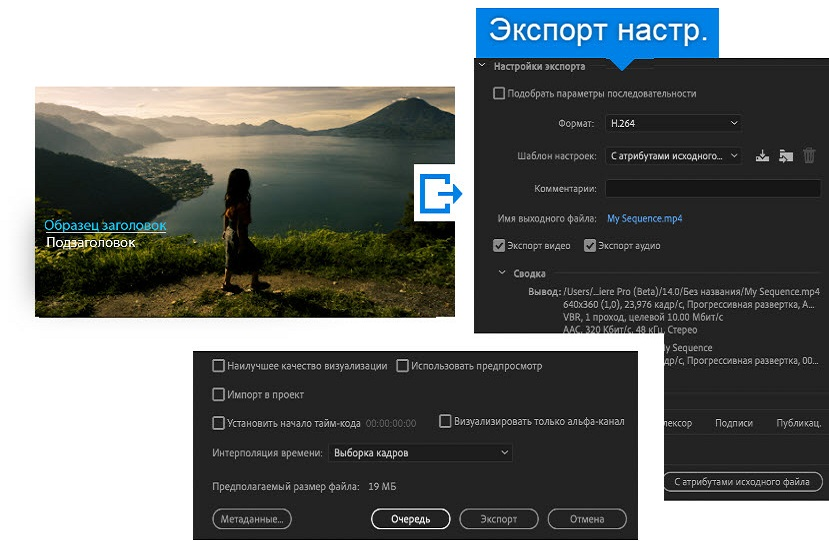 Экспорт настр.
Настройки экспорта
Подобрать параметры последовательности
Формат: H.264
Шаблон настроек: С атрибутами исходного...
Комментарии:
Имя выходного файла: My Sequence.mp4
Экспорт видео Экспорт аудио
Сводка
Вывод: /Users/...iere Pro (Beta)/14.0/Без названия/My Sequence.mp4
640x360 (1,0), 23,976 кадр/с, Прогрессивная развертка, А...
VBR, 1 проход, целевой 10.00 Мбит/с
AAC, 320 Кбит/с, 48 кГц, Стерео
My Sequence
др/с, Прогрессивная развертка, 00...
лексор Подписи Публикац.
С атрибутами исходного файла
Образец заголовок
Подзаголовок
Наилучшее качество визуализации Использовать предпросмотр
Импорт в проект
Установить начало тайм-кода 00:00:00:00 Визуализировать только альфа-канал
Интерполяция времени: Выборка кадров
Предполагаемый размер файла: 19 МБ
Метаданные... Очередь Экспорт Отмена